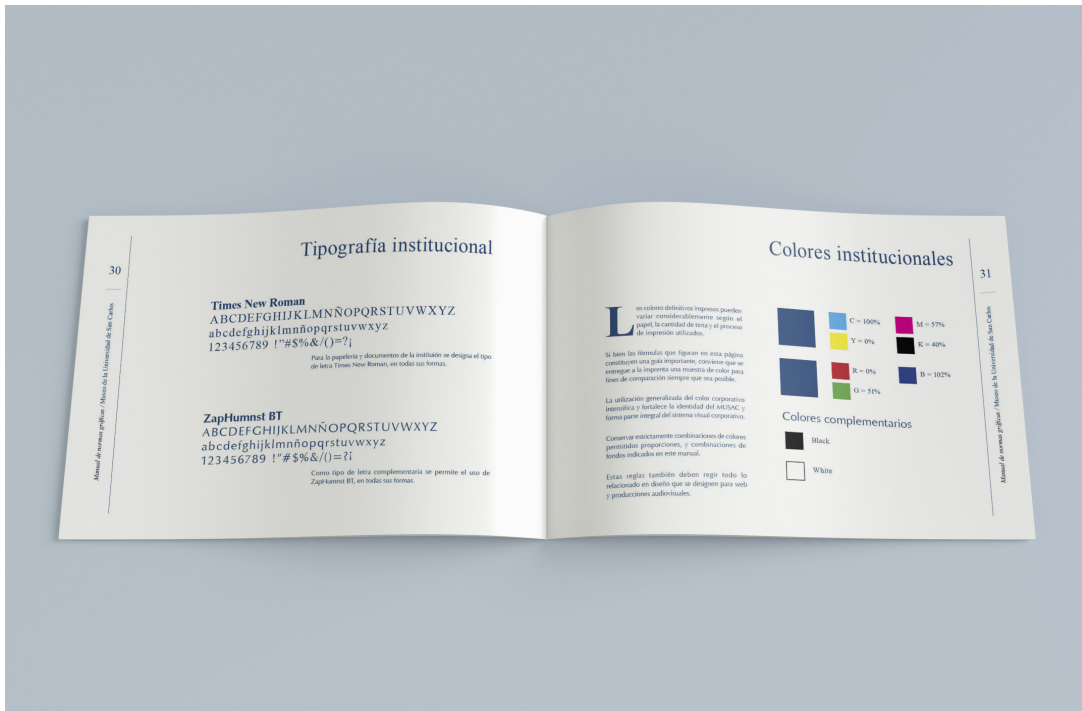 Tipografía institucional
30
Manual de normas gráficas / Museo de la Universidad de San Carlos
Times New Roman
ABCDEFGHIJKLMNÑOPQRSTUVWXYZ
abcdefghijklmnñopqrstuvwxyz
123456789 !"#$%&/()=?¡
Para la papelería y documentos de la instituión se designa el tipo
de letra Times New Roman, en todas sus formas.
ZapHumnst BT
ABCDEFGHIJKLMNÑOPQRSTUVWXYZ
abcdefghijklmnñopqrstuvwxyz
123456789 !"#$%&/()=?¡
Como tipo de letra complementaria se permite el uso de
ZapHumnst BT, en todas sus formas.
Colores institucionales
31
Manual de normas gráficas / Museo de la Universidad de San Carlos
Los colores definitivos impresos pueden
variar considerablemente según el
papel, la cantidad de tinta y el proceso
de impresión utilizados.
Si bien las fórmulas que figuran en esta página
constituyen una guía importante, conviene que se
entregue a la imprenta una muestra de color para
fines de comparación siempre que sea posible.
La utilización generalizada del color corporativo
intensifica y fortalece la identidad del MUSAC y
forma parte integral del sistema visual corporativo.
Conservar estrictamente combinaciones de colores
permitidos proporciones, y combinaciones de
fondos indicados en este manual.
Estas reglas también deben regir todo lo
relacionado en diseño que se designen para web
y producciones audiovisuales.
C = 100%
M = 57%
Y = 0%
K = 40%
R = 0%
B = 102%
G = 51%
Colores complementarios
Black
White